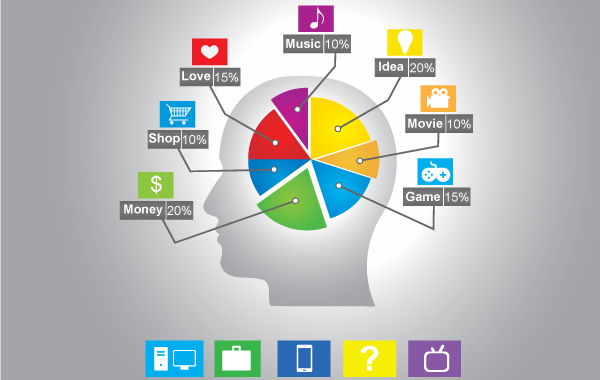 Music 10%
Idea 20%
Love 15%
Movie 10%
Shop 10%
Game 15%
$
Money 20%
?